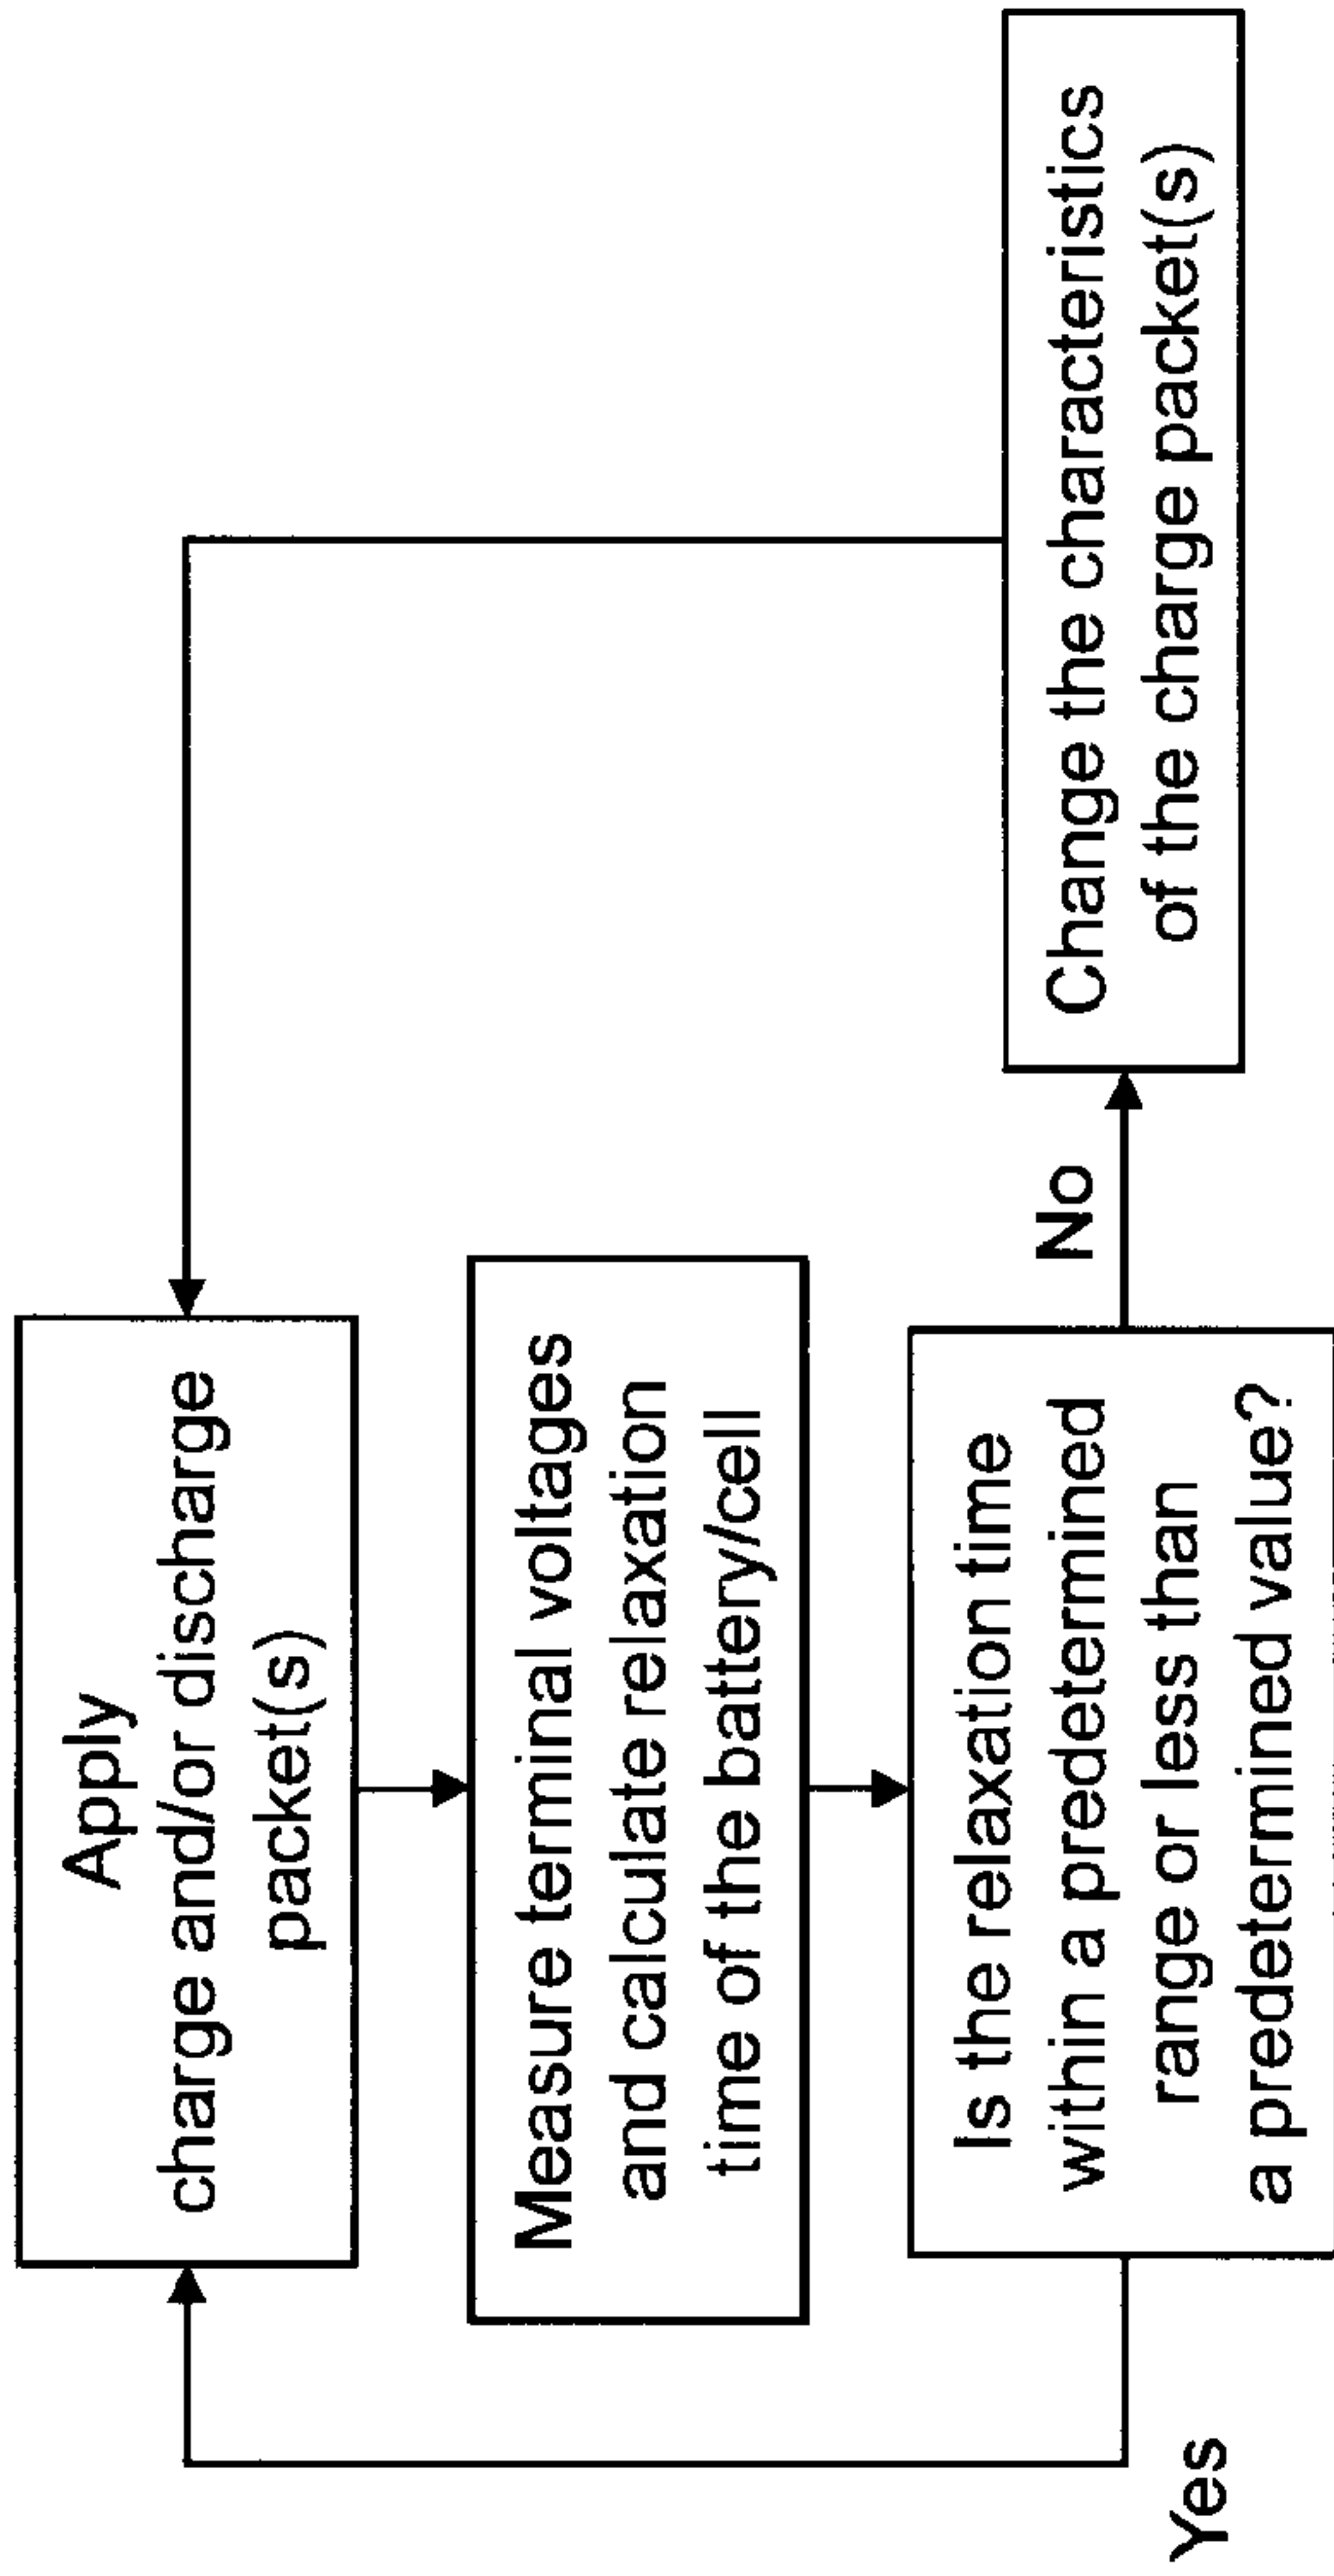 Apply
charge and/or discharge
packet(s)
Measure terminal voltages
and calculate relaxation
time of the battery/cell
Is the relaxation time
within a predetermined
range or less than
a predetermined value?
Yes
No
Change the characteristics
of the charge packet(s)